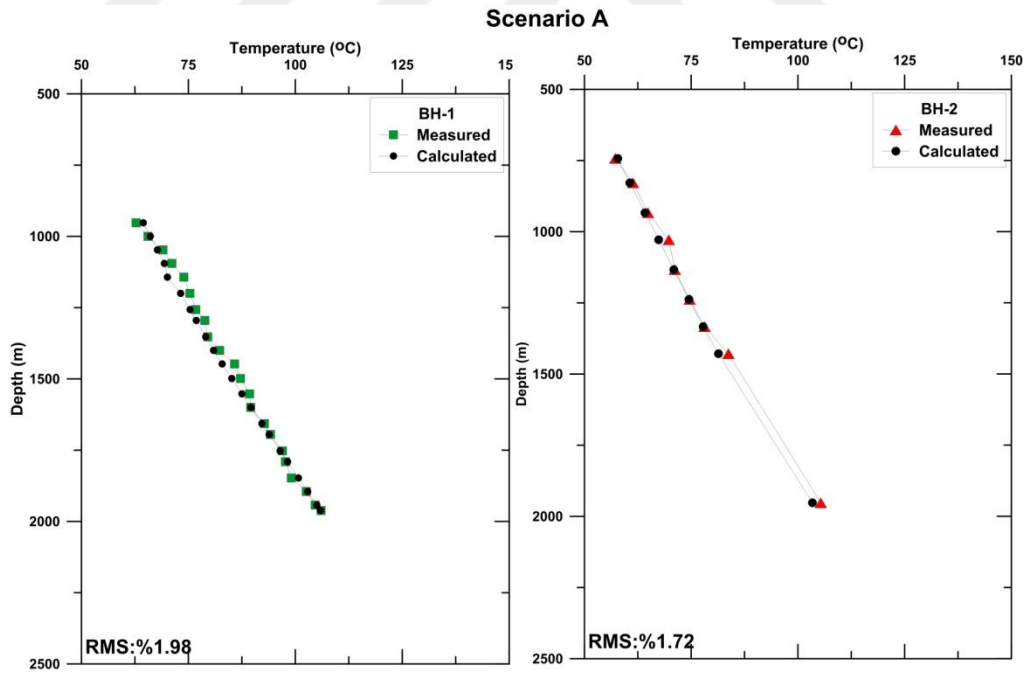 Scenario A
Temperature (ºC)
50 75 100 125 15
500
1000
1500
2000
2500
Depth (m)
BH-1
Measured
Calculated
RMS:%1.98
Temperature (ºC)
50 75 100 125 150
500
1000
1500
2000
2500
Depth (m)
BH-2
Measured
Calculated
RMS:%1.72